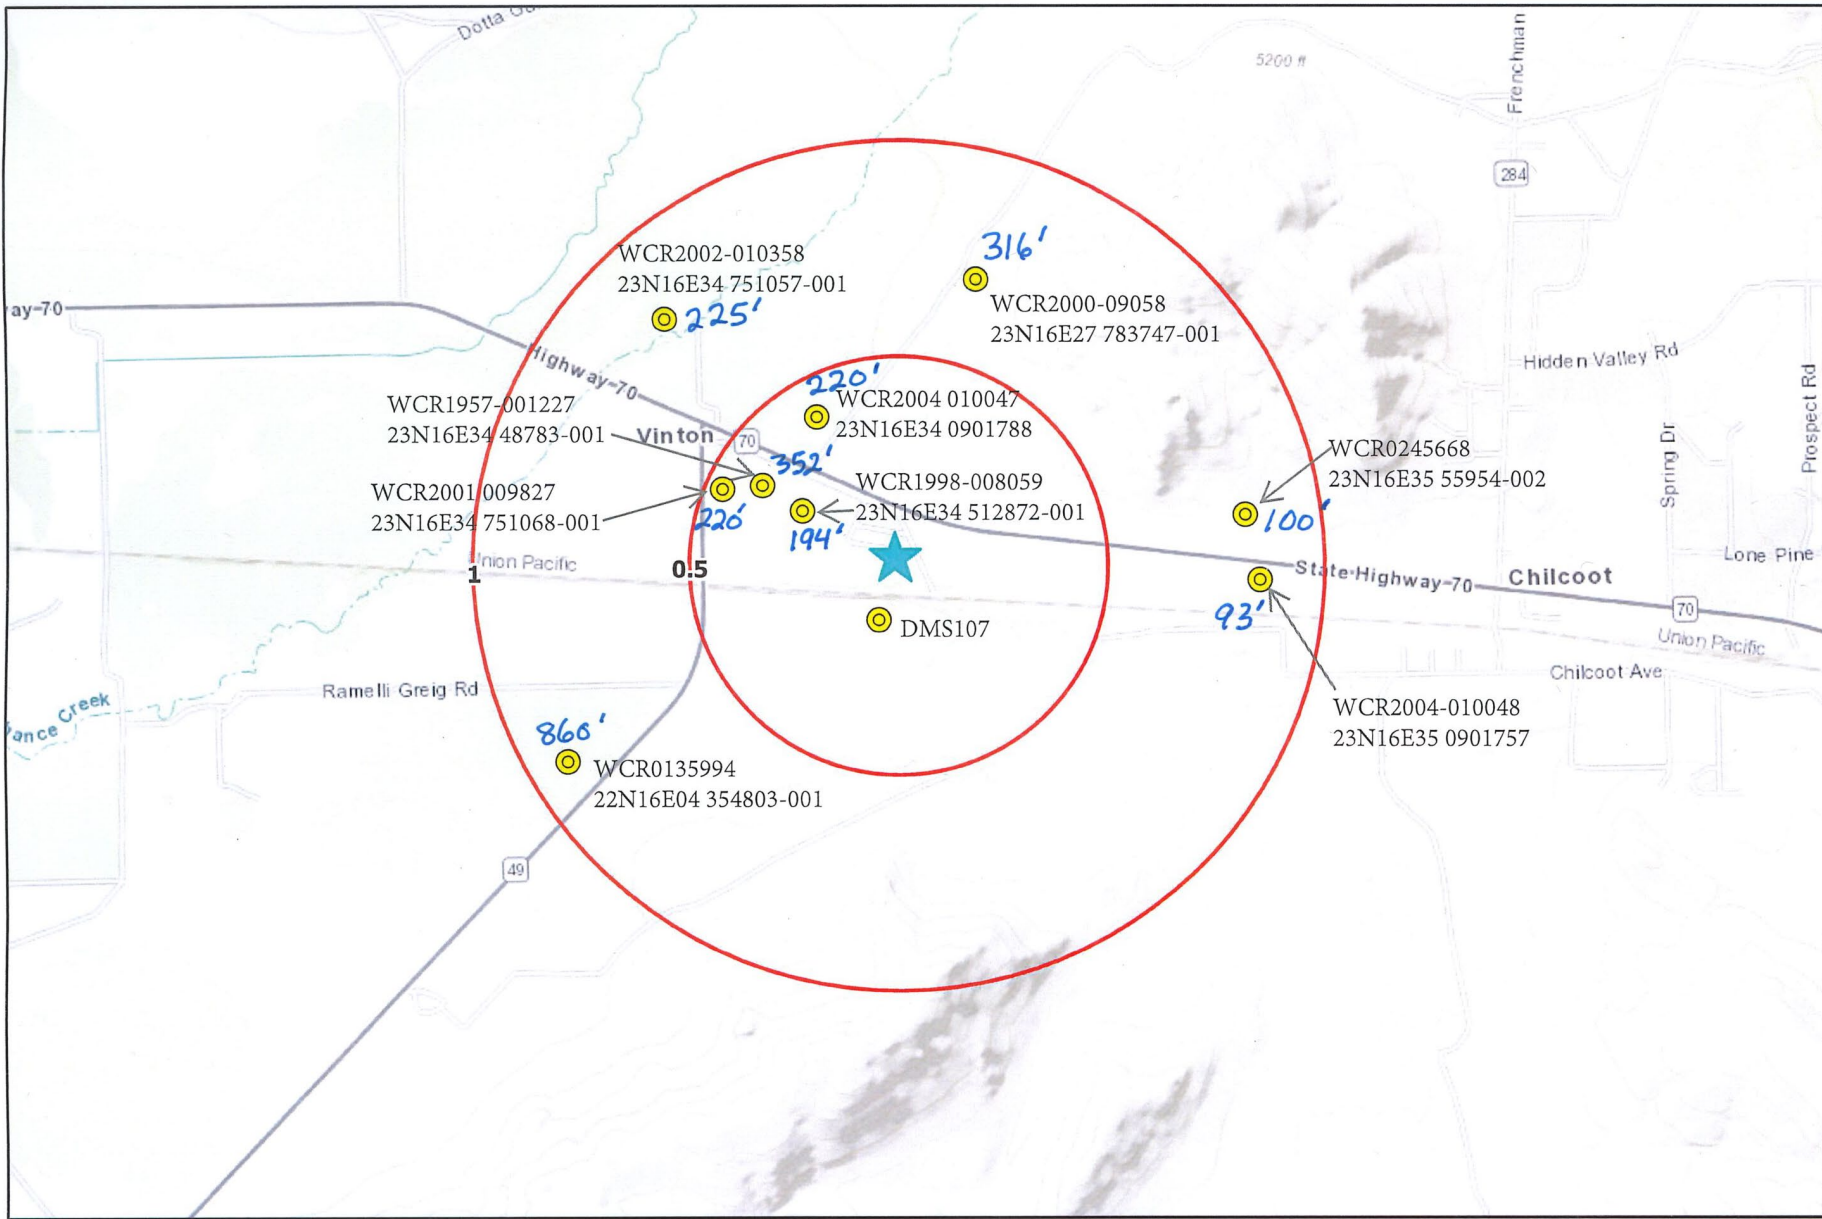 Frenchman
5200 ft
284
WCR2002-010358
23N16E34 751057-001
225'
316'
WCR2000-09058
23N16E27 783747-001
ay-70
Highway-70
Hidden Valley Rd
Prospect Rd
Spring Dr
220'
WCR2004 010047
23N16E34 0901788
WCR1957-001227
23N16E34 48783-001
Vinton
70
352'
WCR2001 009827
23N16E34 751068-001
220'
WCR1998-008059
23N16E34 512872-001
194'
WCR0245668
23N16E35 55954-002
100'
Union Pacific
1
0.5
State-Highway-70
Chilcoot
Lone Pine
93'
70
Union Pacific
DMS107
Chilcoot Ave
Ramelli Greig Rd
ance Creek
WCR2004-010048
23N16E35 0901757
860'
WCR0135994
22N16E04 354803-001
49